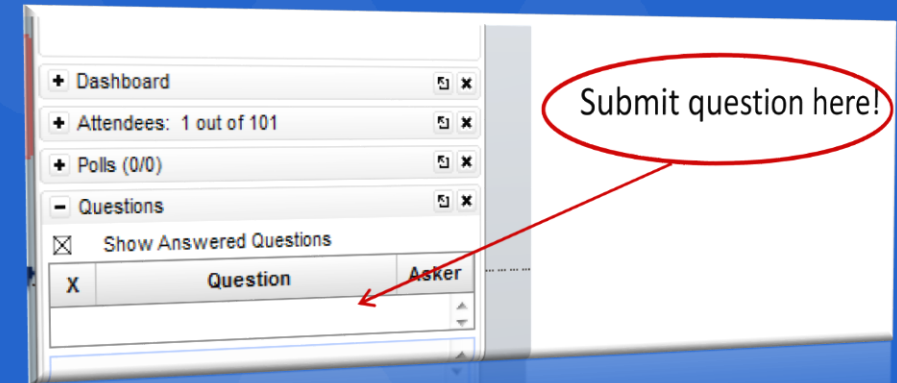 Dashboard
Attendees: 1 out of 101
Polls (0/0)
Questions
Show Answered Questions
X Question Asker
Submit question here!